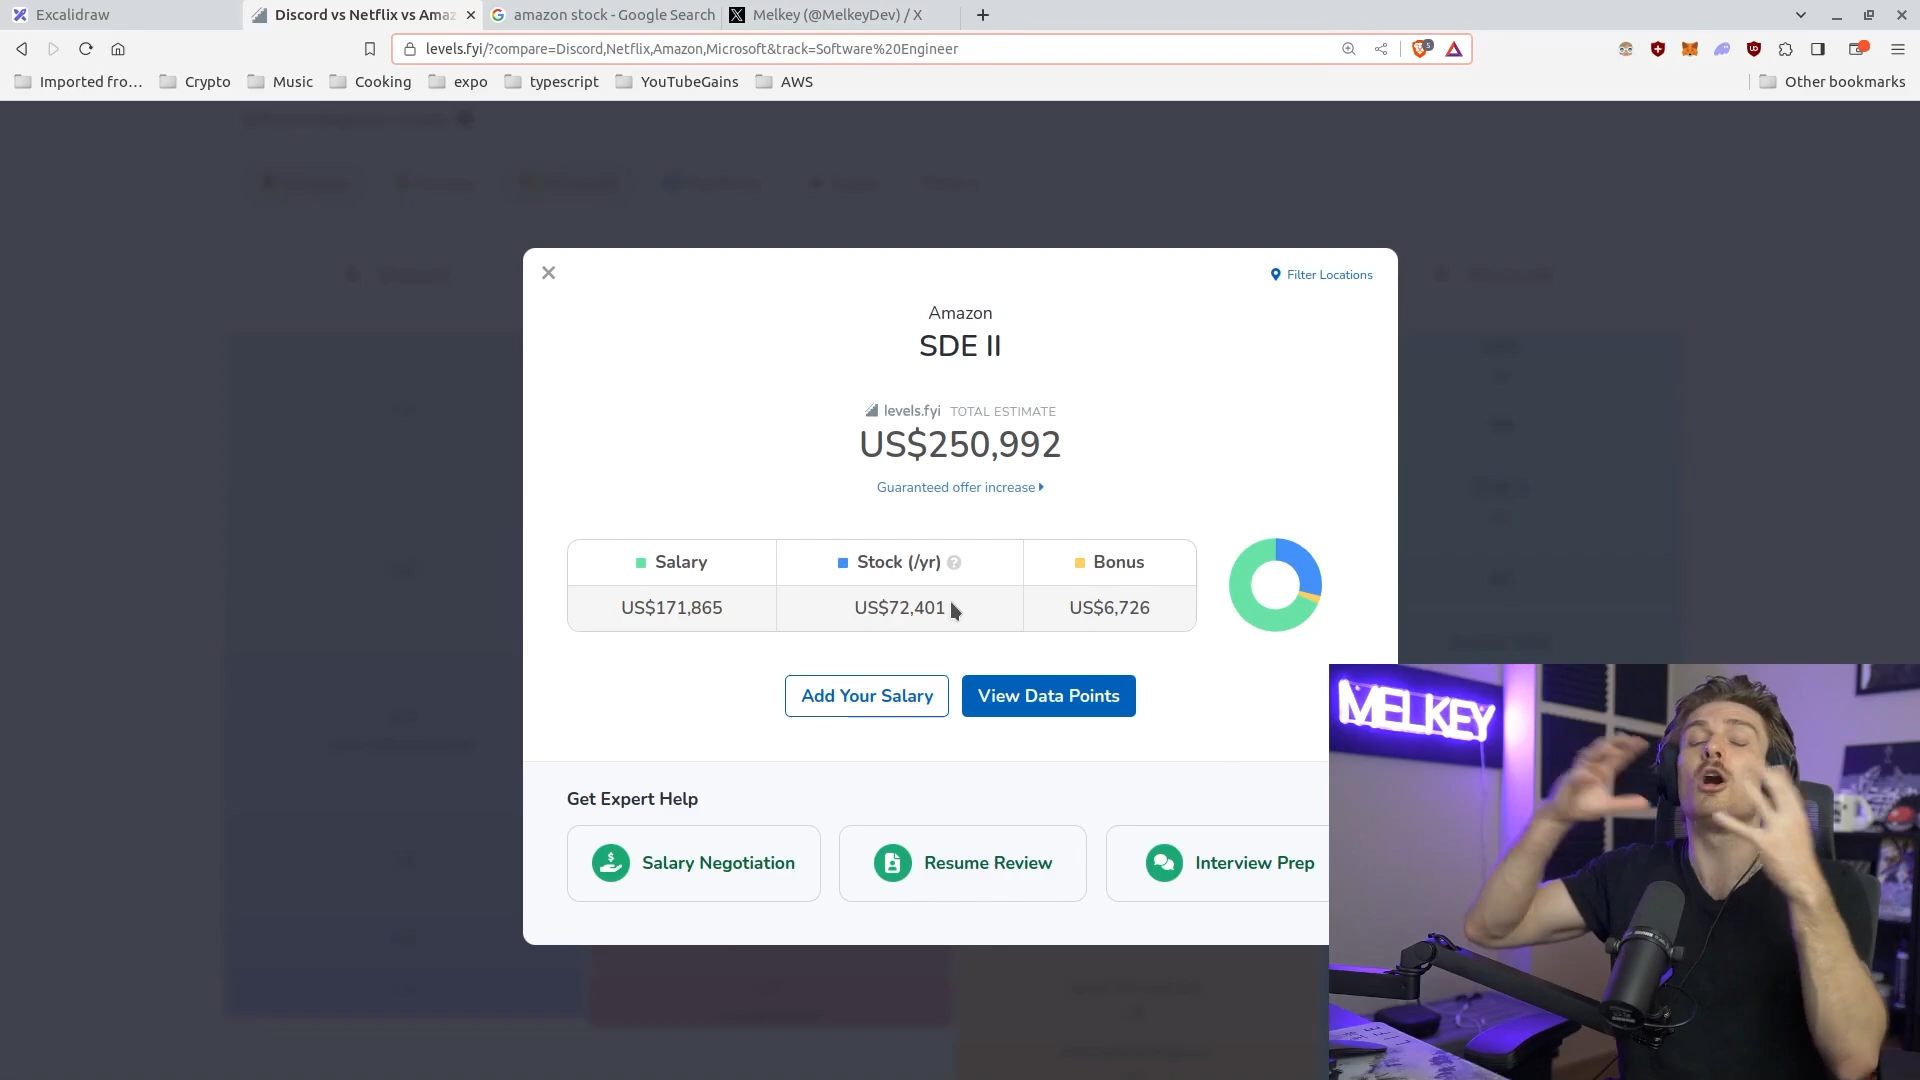 Excalidraw
Discord vs Netflix vs Amaz
amazon stock - Google Search
Melkey (@MelkeyDev) / X
levels.fyi/?compare=Discord,Netflix,Amazon,Microsoft&track=Software%20Engineer
5
Imported fro...
Crypto
Music
Cooking
expo
typescript
YouTubeGains
AWS
Other bookmarks
Filter Locations
Amazon
SDE II
levels.fyi TOTAL ESTIMATE
US$250,992
Guaranteed offer increase
Salary
Stock (/yr) ?
Bonus
US$171,865
US$72,401
US$6,726
Add Your Salary
View Data Points
MELKEY
Get Expert Help
Salary Negotiation
Resume Review
Interview Prep